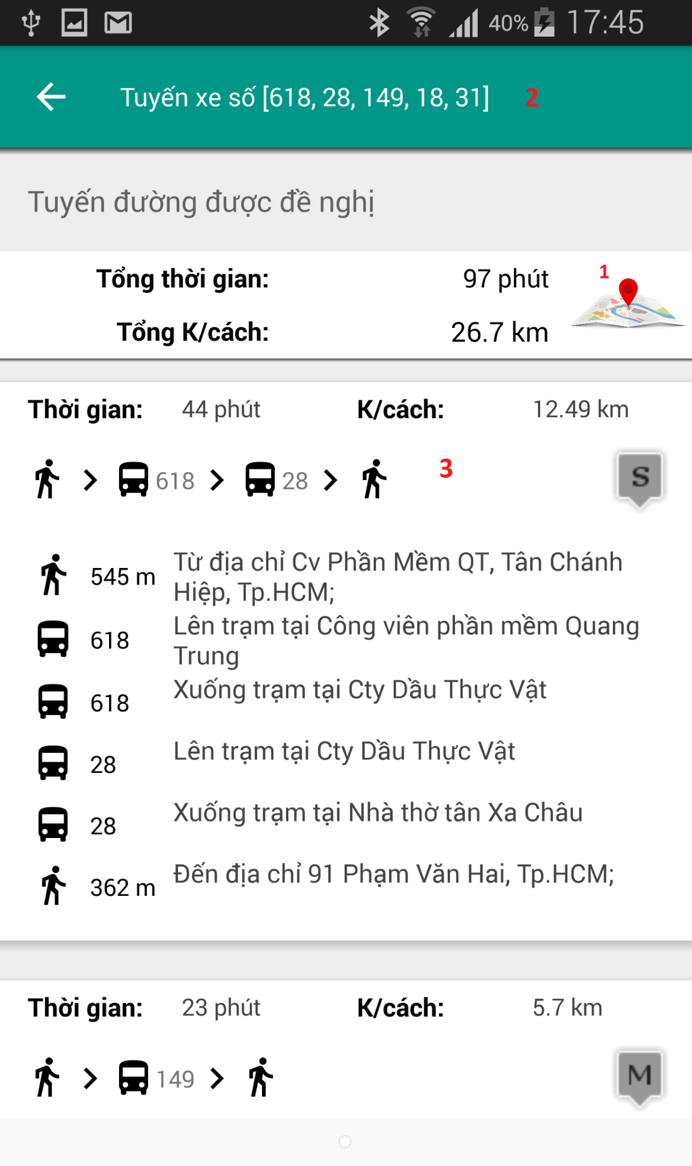 40% 17:45
Tuyến xe số [618, 28, 149, 18, 31] 2
Tuyến đường được đề nghị
Tổng thời gian: 97 phút 1
Tổng K/cách: 26.7 km
Thời gian: 44 phút K/cách: 12.49 km
618 28 3 S
545 m Từ địa chỉ Cv Phần Mềm QT, Tân Chánh
Hiệp, Tp.HCM;
618 Lên trạm tại Công viên phần mềm Quang
Trung
618 Xuống trạm tại Cty Dầu Thực Vật
28 Lên trạm tại Cty Dầu Thực Vật
28 Xuống trạm tại Nhà thờ tân Xa Châu
362 m Đến địa chỉ 91 Phạm Văn Hai, Tp.HCM;
Thời gian: 23 phút K/cách: 5.7 km
149 M